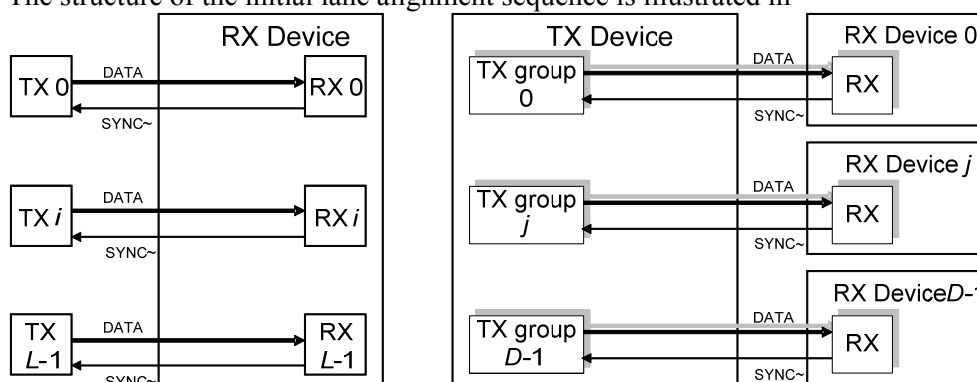 The structure of the initial lane alignment sequence is illustrated in
RX Device
TX 0
DATA
RX 0
SYNC~
TX i
DATA
RX i
SYNC~
TX
L-1
DATA
RX
L-1
SYNC~
TX Device
RX Device 0
TX group
0
DATA
RX
SYNC~
RX Device j
TX group
j
DATA
RX
SYNC~
RX DeviceD-1
TX group
D-1
DATA
RX
SYNC~